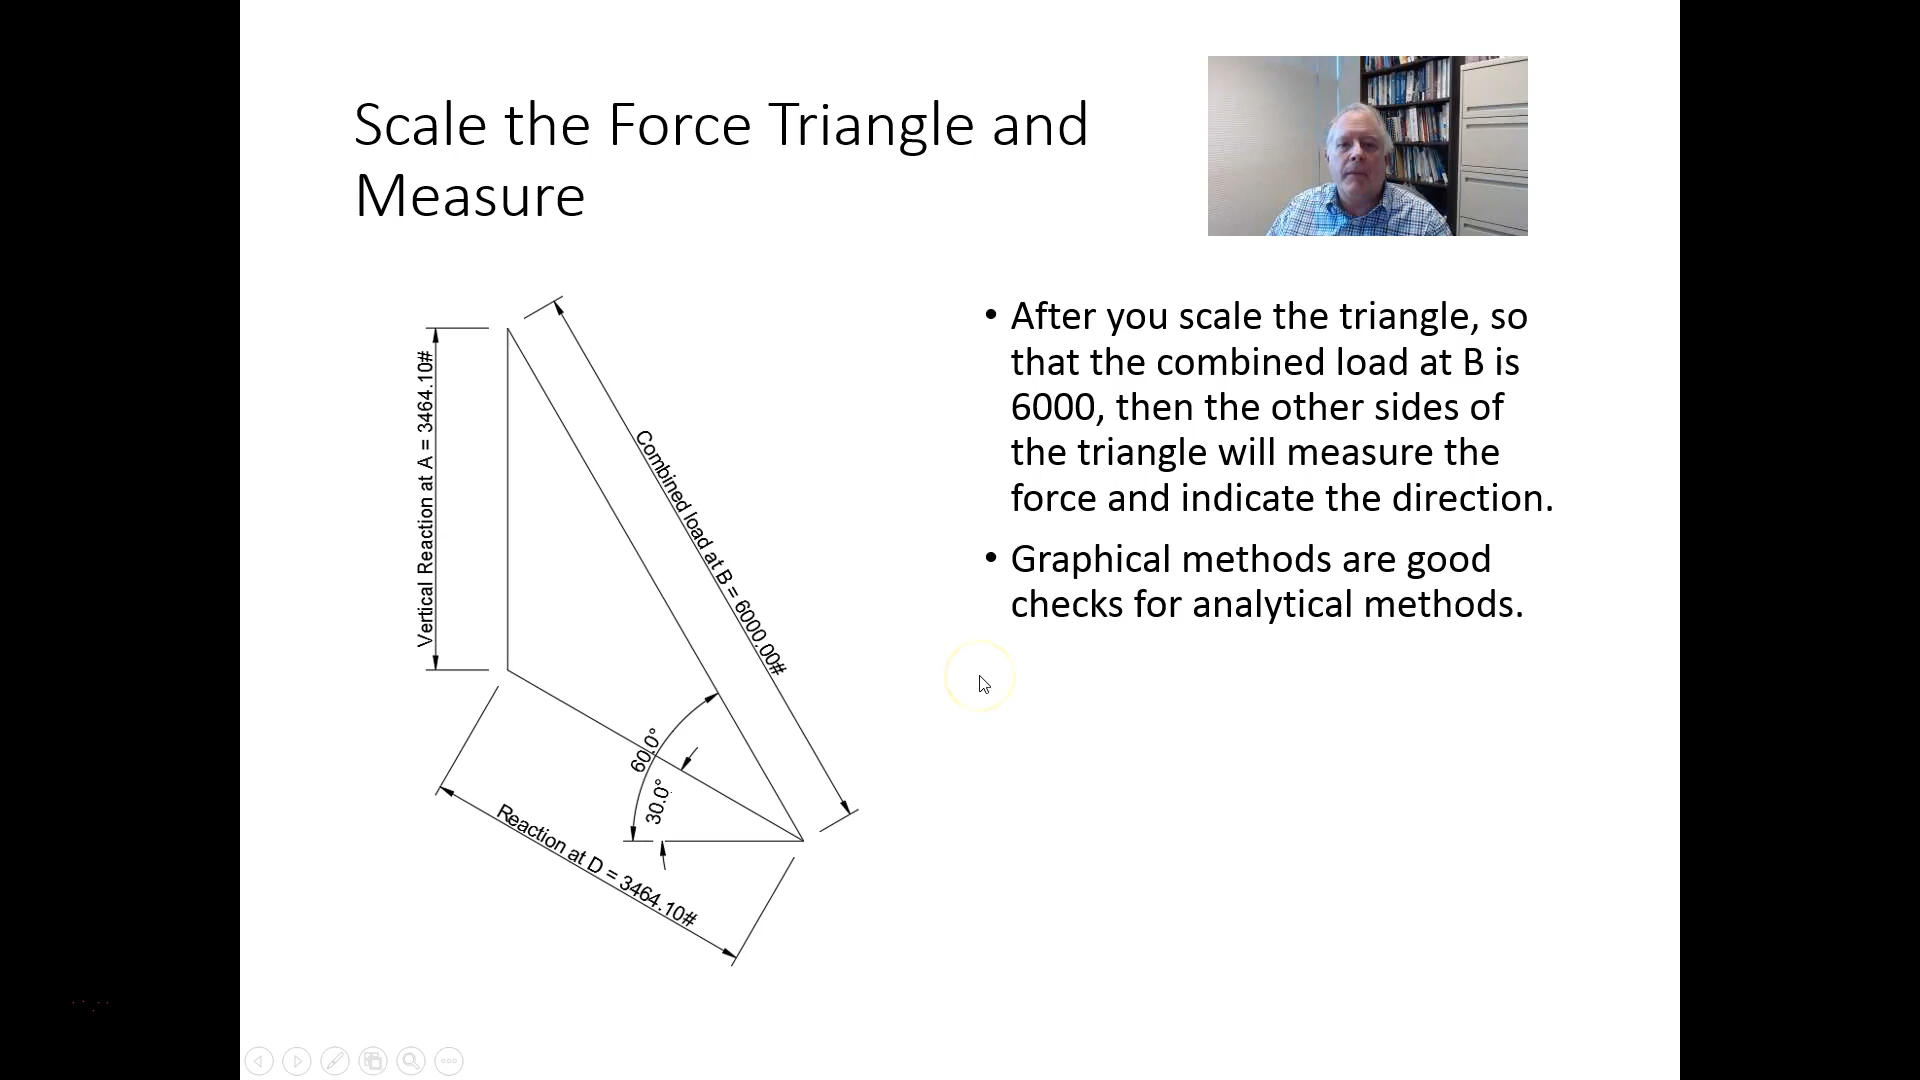 Scale the Force Triangle and
Measure
Vertical Reaction at A = 3464.10#
Combined load at B = 6000.00#
60.0°
30.0°
Reaction at D = 3464.10#
• After you scale the triangle, so
that the combined load at B is
6000, then the other sides of
the triangle will measure the
force and indicate the direction.
• Graphical methods are good
checks for analytical methods.